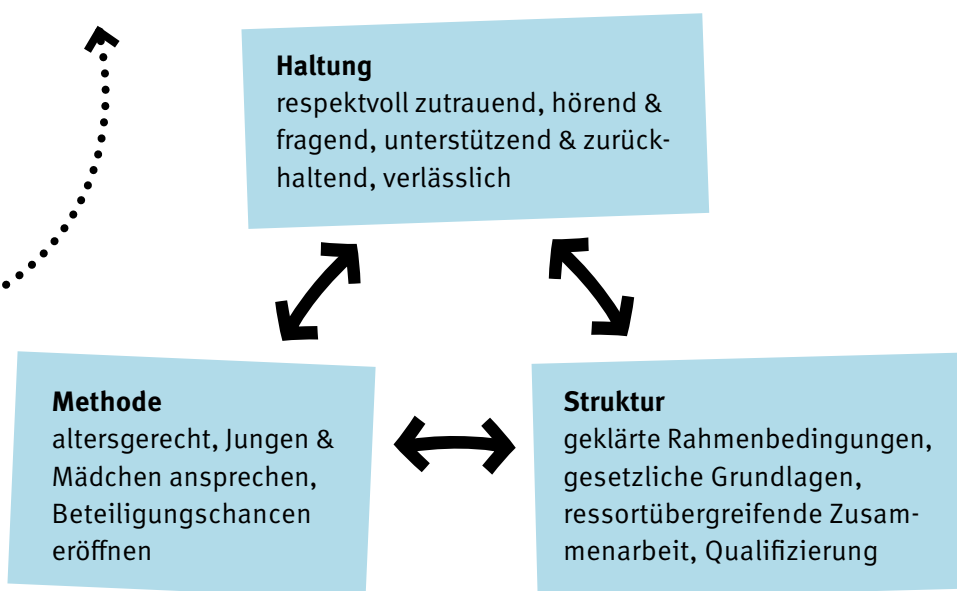 Haltung
respektvoll zutrauend, hörend &
fragend, unterstützend & zurück-
haltend, verlässlich
Methode
altersgerecht, Jungen &
Mädchen ansprechen,
Beteiligungschancen
eröffnen
Struktur
geklärte Rahmenbedingungen,
gesetzliche Grundlagen,
ressortübergreifende Zusam-
menarbeit, Qualifizierung